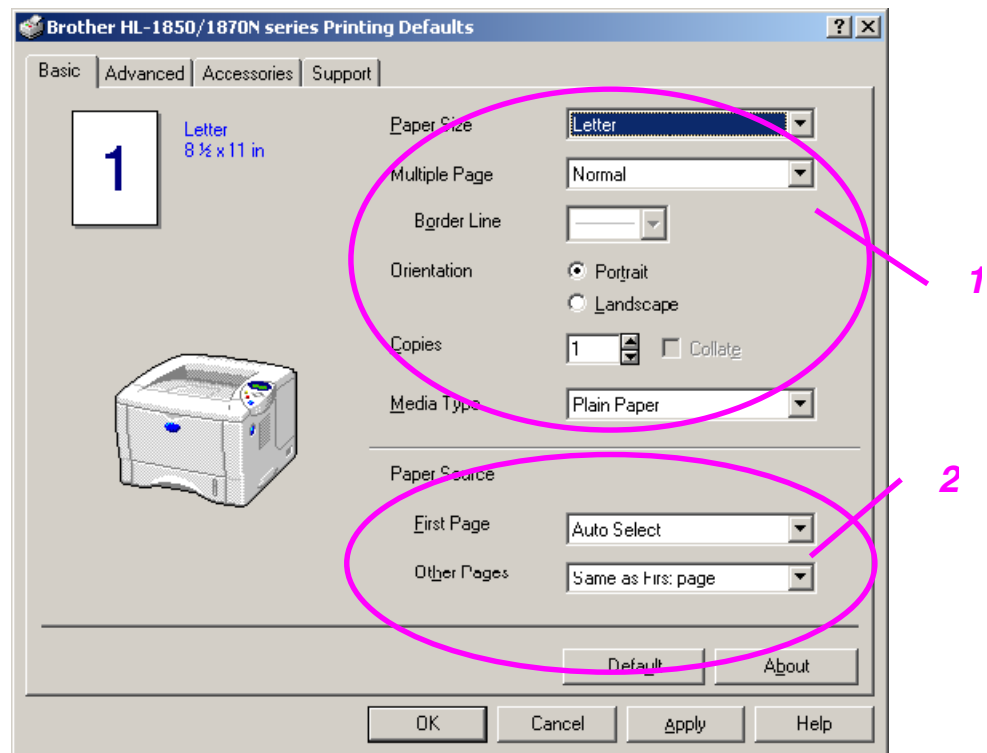 Brother HL-1850/1870N series Printing Defaults
Basic Advanced Accessories Support
1
Letter
8 ½ x 11 in
Paper Size Letter
Multiple Page Normal
Border Line
Orientation Portrait
Landscape
Copies 1 Collate
Media Type Plain Paper
1
Paper Source
First Page Auto Select
Other Pages Same as First page
2
Default About
OK Cancel Apply Help